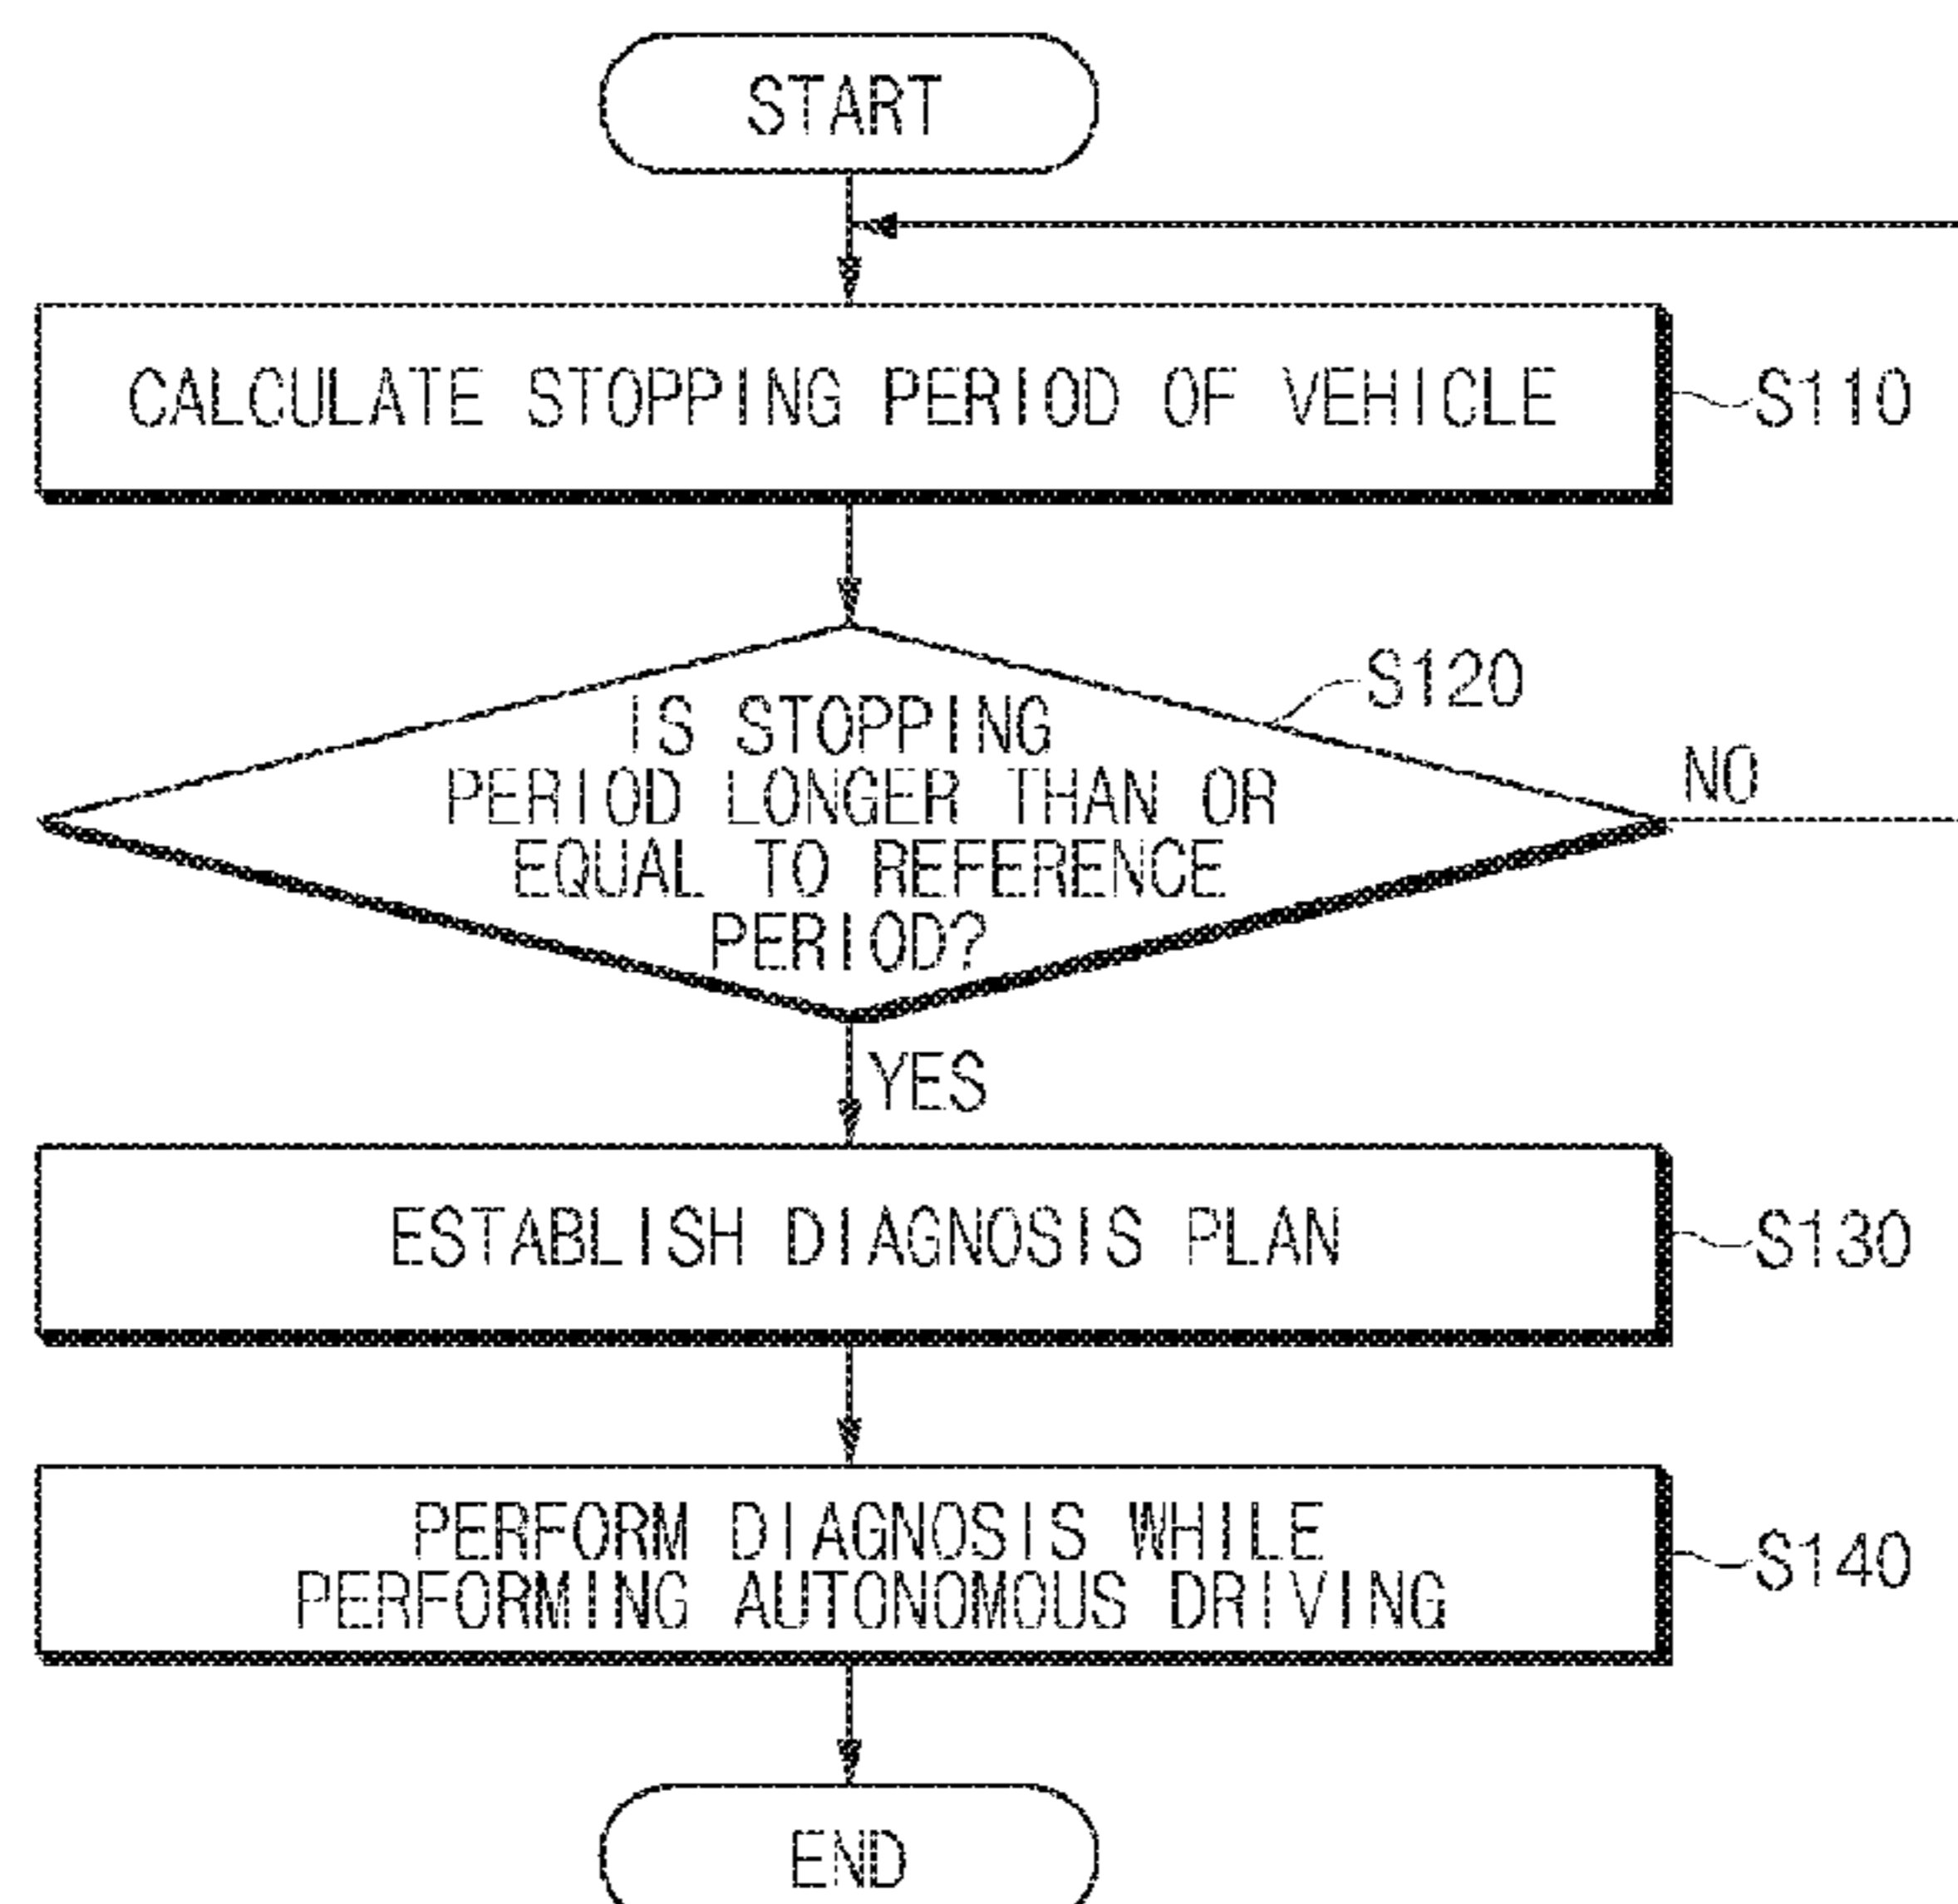 START
CALCULATE STOPPING PERIOD OF VEHICLE
S110
S120
IS STOPPING
PERIOD LONGER THAN OR
EQUAL TO REFERENCE
PERIOD?
NO
YES
ESTABLISH DIAGNOSIS PLAN
S130
PERFORM DIAGNOSIS WHILE
PERFORMING AUTONOMOUS DRIVING
S140
END